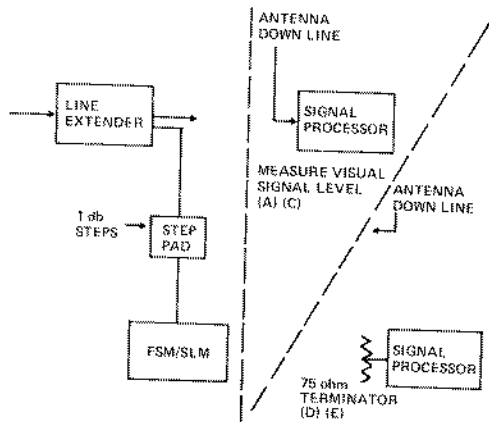 LINE
EXTENDER
1 db
STEPS
STEP
PAD
FSM/SLM
ANTENNA
DOWN LINE
SIGNAL
PROCESSOR
MEASURE VISUAL
SIGNAL LEVEL
(A) (C)
ANTENNA
DOWN LINE
SIGNAL
PROCESSOR
75 ohm
TERMINATOR
(D) (E)